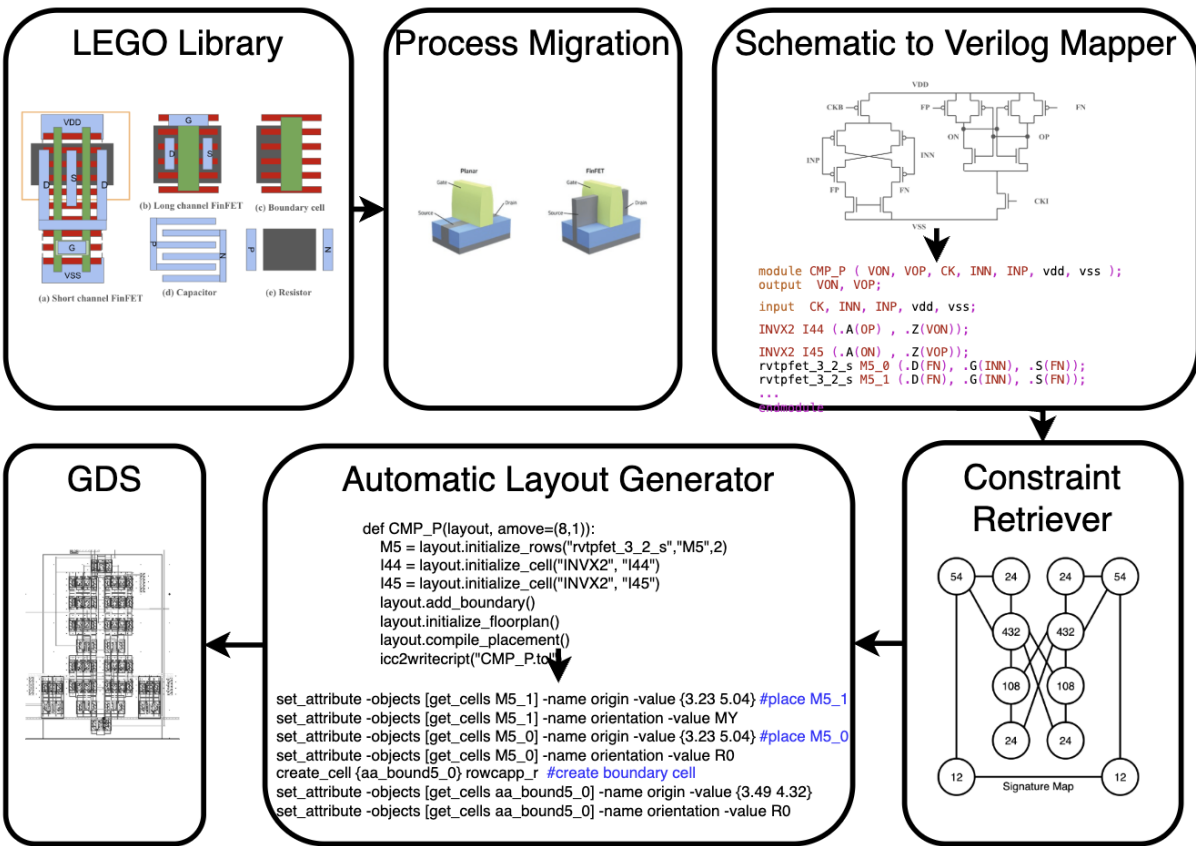 LEGO Library
VDD
D
S
D
G
VSS
(a) Short channel FinFET
G
D
S
(b) Long channel FinFET
(c) Boundary cell
P
N
(d) Capacitor
P
N
(e) Resistor
Process Migration
Planar
Gate
Source
Drain
FinFET
Gate
Source
Drain
Schematic to Verilog Mapper
VDD
CKB
FP
FN
ON
OP
INP
INN
FP
FN
CKI
VSS
module CMP_P ( VON, VOP, CK, INN, INP, vdd, vss );
output VON, VOP;
input CK, INN, INP, vdd, vss;
INVX2 I44 (.A(OP) , .Z(VON));
INVX2 I45 (.A(ON) , .Z(VOP));
rvtpfet_3_2_s M5_0 (.D(FN), .G(INN), .S(FN));
rvtpfet_3_2_s M5_1 (.D(FN), .G(INN), .S(FN));
...
endmodule
GDS
Automatic Layout Generator
def CMP_P(layout, amove=(8,1)):
M5 = layout.initialize_rows("rvtpfet_3_2_s","M5",2)
I44 = layout.initialize_cell("INVX2", "I44")
I45 = layout.initialize_cell("INVX2", "I45")
layout.add_boundary()
layout.initialize_floorplan()
layout.compile_placement()
icc2writecript("CMP_P.tcl"
set_attribute -objects [get_cells M5_1] -name origin -value {3.23 5.04} #place M5_1
set_attribute -objects [get_cells M5_1] -name orientation -value MY
set_attribute -objects [get_cells M5_0] -name origin -value {3.23 5.04} #place M5_0
set_attribute -objects [get_cells M5_0] -name orientation -value R0
create_cell {aa_bound5_0} rowcapp_r #create boundary cell
set_attribute -objects [get_cells aa_bound5_0] -name origin -value {3.49 4.32}
set_attribute -objects [get_cells aa_bound5_0] -name orientation -value R0
Constraint
Retriever
54
24
24
54
432
432
108
108
24
24
12
12
Signature Map